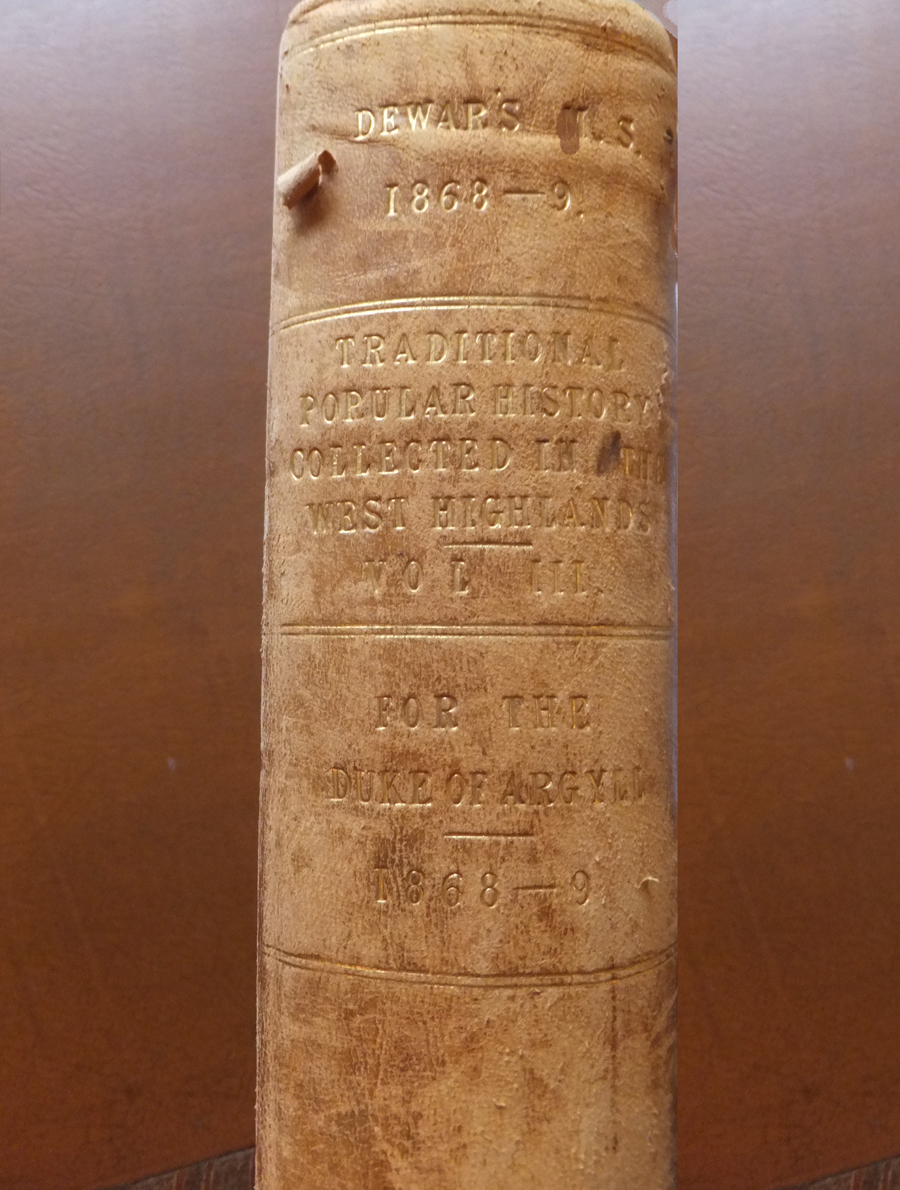 DEWAR'S M.S.
1868—9.
TRADITIONAL
POPULAR HISTORY
COLLECTED IN THE
WEST HIGHLANDS
VOL III.
FOR THE
DUKE OF ARGYLL
1868—9.